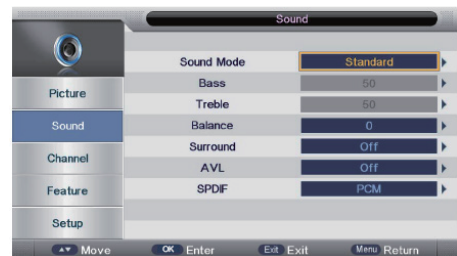 Sound
Picture
Sound
Channel
Feature
Setup
Sound Mode Standard
Bass 50
Treble 50
Balance 0
Surround Off
AVL Off
SPDIF PCM
Move OK Enter Exit Exit Menu Return